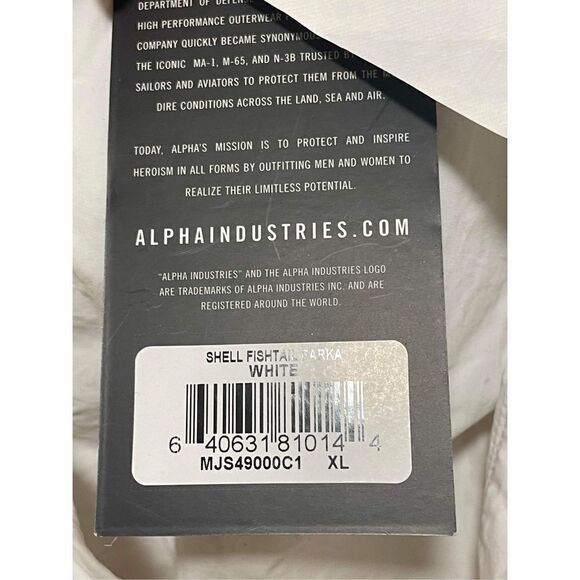 DEPARTMENT OF DEFENSE
HIGH PERFORMANCE OUTERWEAR
COMPANY QUICKLY BECAME SYNONYMOUS
THE ICONIC MA-1, M-65, AND N-3B TRUSTED
SAILORS AND AVIATORS TO PROTECT THEM FROM THE
DIRE CONDITIONS ACROSS THE LAND, SEA AND AIR.
TODAY, ALPHA'S MISSION IS TO PROTECT AND INSPIRE
HEROISM IN ALL FORMS BY OUTFITTING MEN AND WOMEN TO
REALIZE THEIR LIMITLESS POTENTIAL.
ALPHAINDUSTRIES.COM
"ALPHA INDUSTRIES" AND THE ALPHA INDUSTRIES LOGO
ARE TRADEMARKS OF ALPHA INDUSTRIES INC. AND ARE
REGISTERED AROUND THE WORLD.
SHELL FISHTAIL PARKA
WHITE
6 40631 81014 4
MJS49000C1 XL